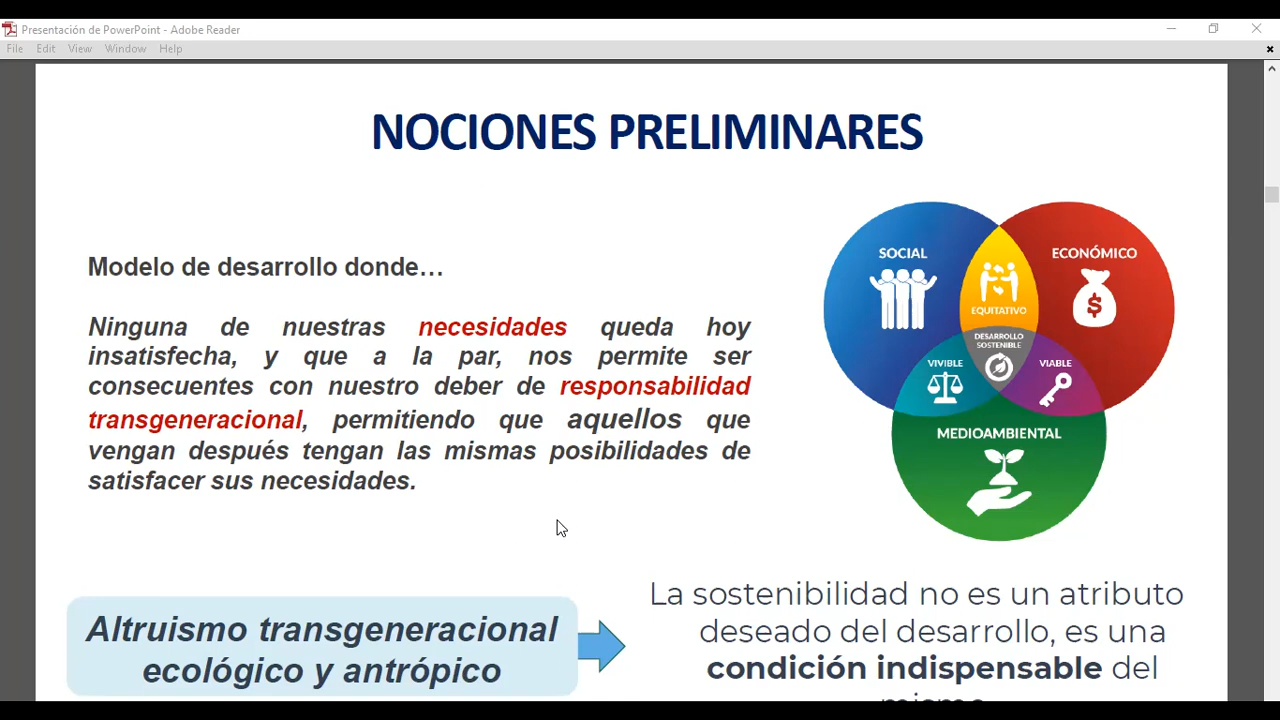 Presentación de PowerPoint - Adobe Reader
File Edit View Window Help
NOCIONES PRELIMINARES
Modelo de desarrollo donde…
Ninguna de nuestras necesidades queda hoy
insatisfecha, y que a la par, nos permite ser
consecuentes con nuestro deber de responsabilidad
transgeneracional, permitiendo que aquellos que
vengan después tengan las mismas posibilidades de
satisfacer sus necesidades.
SOCIAL
ECONÓMICO
$
EQUITATIVO
DESARROLLO
SOSTENIBLE
VIVIBLE
VIABLE
MEDIOAMBIENTAL
Altruismo transgeneracional
ecológico y antrópico
La sostenibilidad no es un atributo
deseado del desarrollo, es una
condición indispensable del